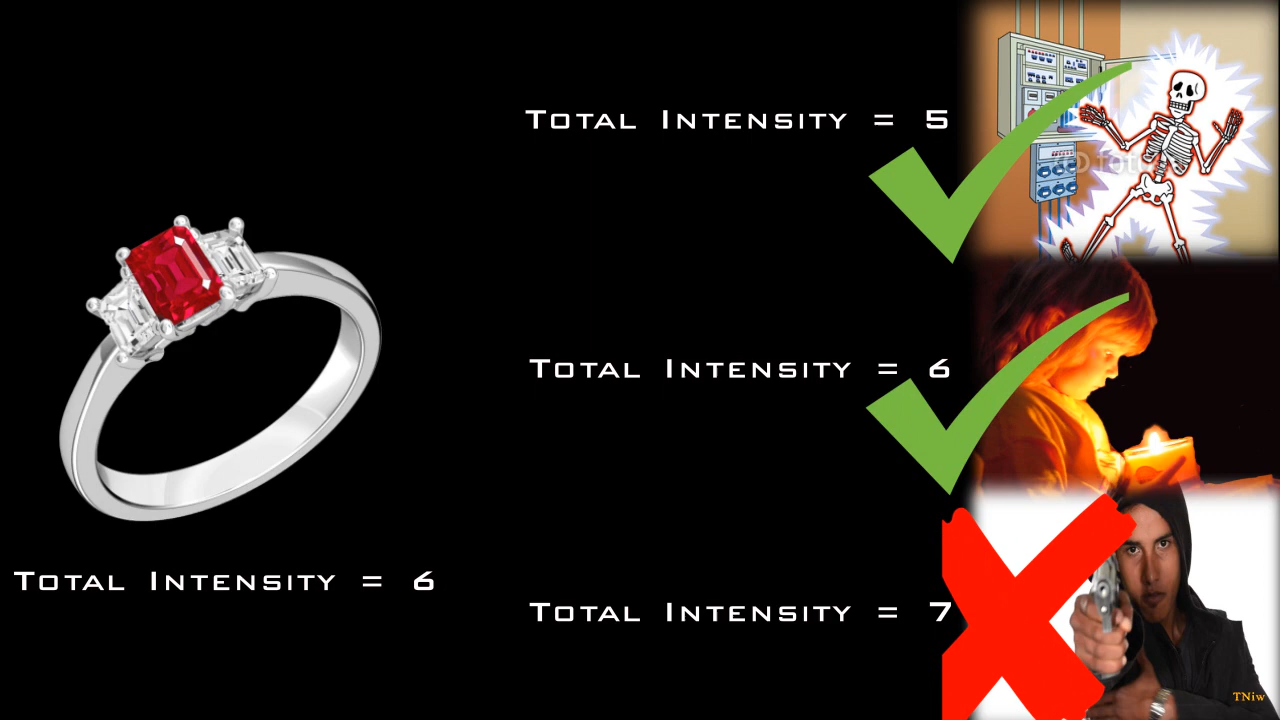 Total Intensity = 5
Total Intensity = 6
Total Intensity = 6
Total Intensity = 7
TNiw